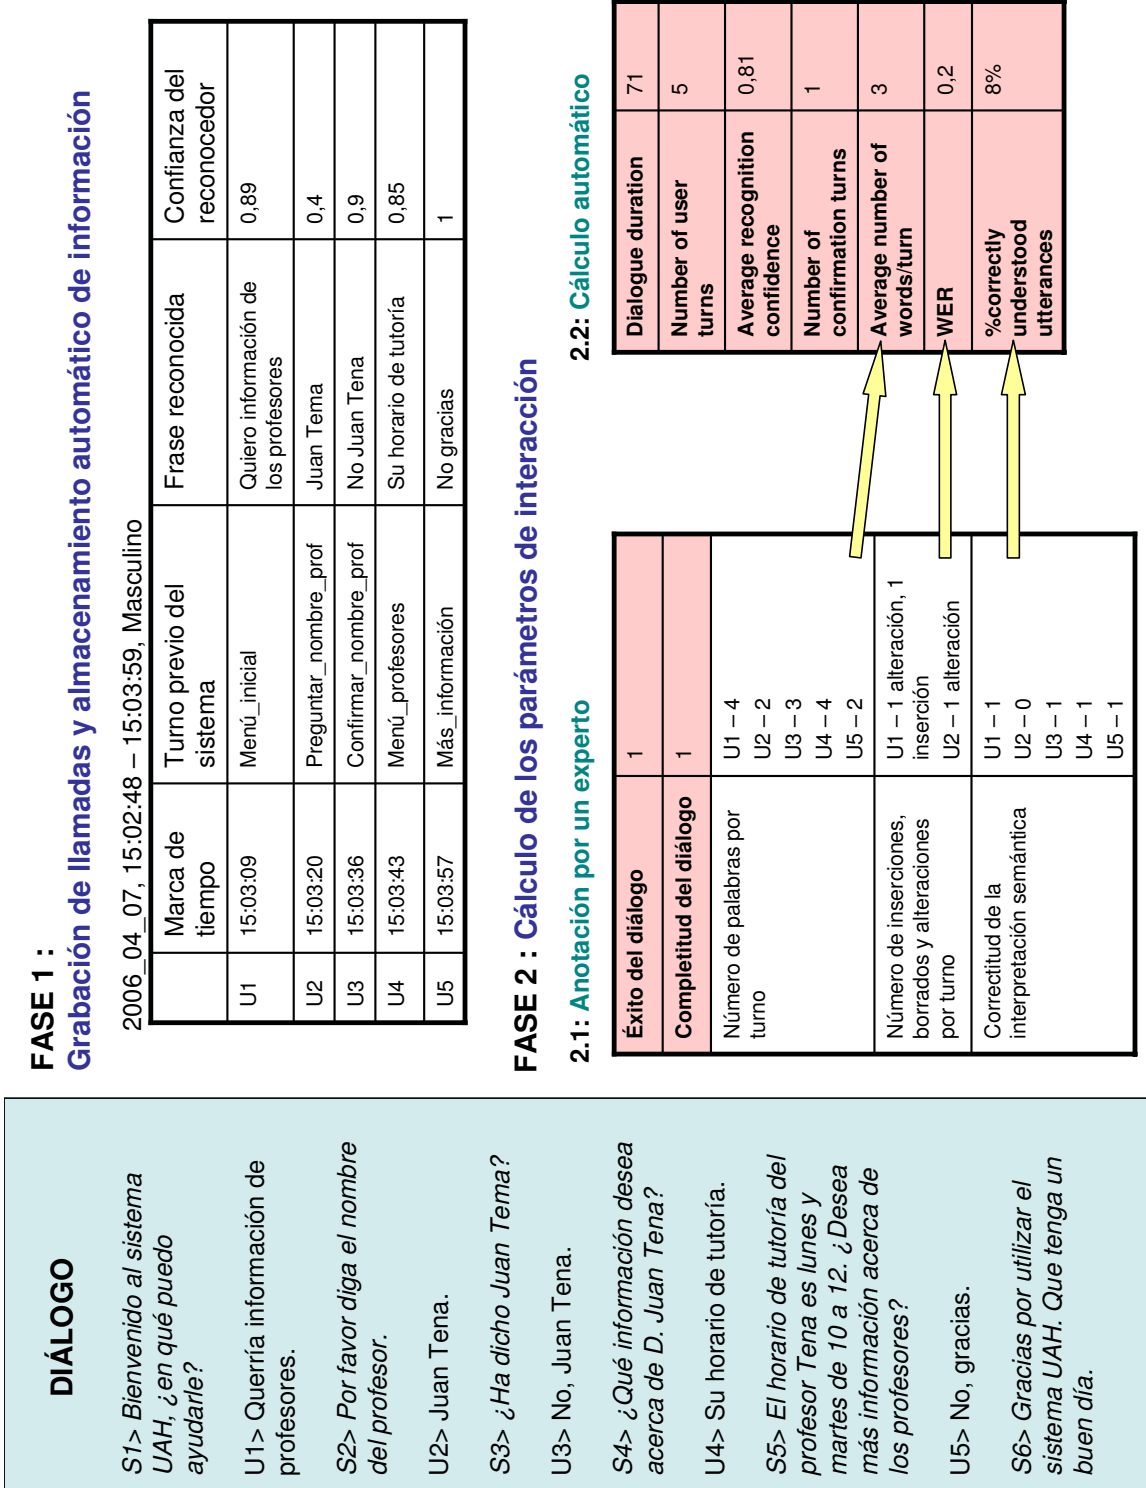 DIÁLOGO
S1> Bienvenido al sistema
UAH, ¿en qué puedo
ayudarle?
U1> Querría información de
profesores.
S2> Por favor diga el nombre
del profesor.
U2> Juan Tena.
S3> ¿Ha dicho Juan Tema?
U3> No, Juan Tena.
S4> ¿Qué información desea
acerca de D. Juan Tena?
U4> Su horario de tutoría.
S5> El horario de tutoría del
profesor Tena es lunes y
martes de 10 a 12. ¿Desea
más información acerca de
los profesores?
U5> No, gracias.
S6> Gracias por utilizar el
sistema UAH. Que tenga un
buen día.
FASE 1 :
Grabación de llamadas y almacenamiento automático de información
2006_04_07, 15:02:48 – 15:03:59, Masculino
Marca de
tiempo
Turno previo del
sistema
Frase reconocida
Confianza del
reconocedor
U1
15:03:09
Menú_inicial
Quiero información de
los profesores
0,89
U2
15:03:20
Preguntar_nombre_prof
Juan Tema
0,4
U3
15:03:36
Confirmar_nombre_prof
No Juan Tena
0,9
U4
15:03:43
Menú_profesores
Su horario de tutoría
0,85
U5
15:03:57
Más_información
No gracias
1
FASE 2 : Cálculo de los parámetros de interacción
2.1: Anotación por un experto
Éxito del diálogo
1
Completitud del diálogo
1
Número de palabras por
turno
U1 – 4
U2 – 2
U3 – 3
U4 – 4
U5 – 2
Número de inserciones,
borrados y alteraciones
por turno
U1 – 1 alteración, 1
inserción
U2 – 1 alteración
Correctitud de la
interpretación semántica
U1 – 1
U2 – 0
U3 – 1
U4 – 1
U5 – 1
2.2: Cálculo automático
Dialogue duration
71
Number of user
turns
5
Average recognition
confidence
0,81
Number of
confirmation turns
1
Average number of
words/turn
3
WER
0,2
%correctly
understood
utterances
8%